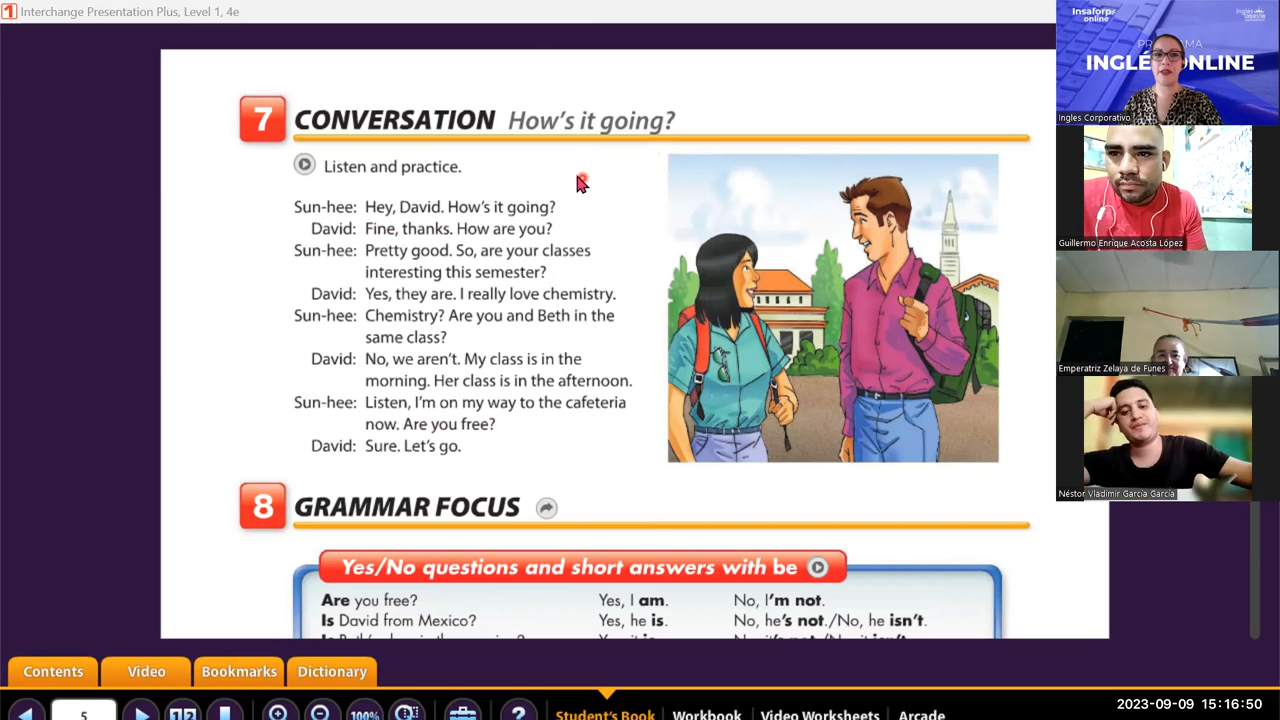 Interchange Presentation Plus, Level 1, 4e
7 CONVERSATION How's it going?
Listen and practice.
Sun-hee: Hey, David. How's it going?
David: Fine, thanks. How are you?
Sun-hee: Pretty good. So, are your classes
interesting this semester?
David: Yes, they are. I really love chemistry.
Sun-hee: Chemistry? Are you and Beth in the
same class?
David: No, we aren't. My class is in the
morning. Her class is in the afternoon.
Sun-hee: Listen, I'm on my way to the cafeteria
now. Are you free?
David: Sure. Let's go.
8 GRAMMAR FOCUS
Yes/No questions and short answers with be
Are you free? Yes, I am. No, I'm not.
Is David from Mexico? Yes, he is. No, he's not./No, he isn't.
Insaforp online
INGLÉS ONLINE
Ingles Corporativo
Guillermo Enrique Acosta López
Emperatriz Zelaya de Funes
Néstor Vladimir García García
Contents Video Bookmarks Dictionary
5 1 2 100% ? Student's Book Workbook Video Worksheets Arcade
2023-09-09 15:16:50